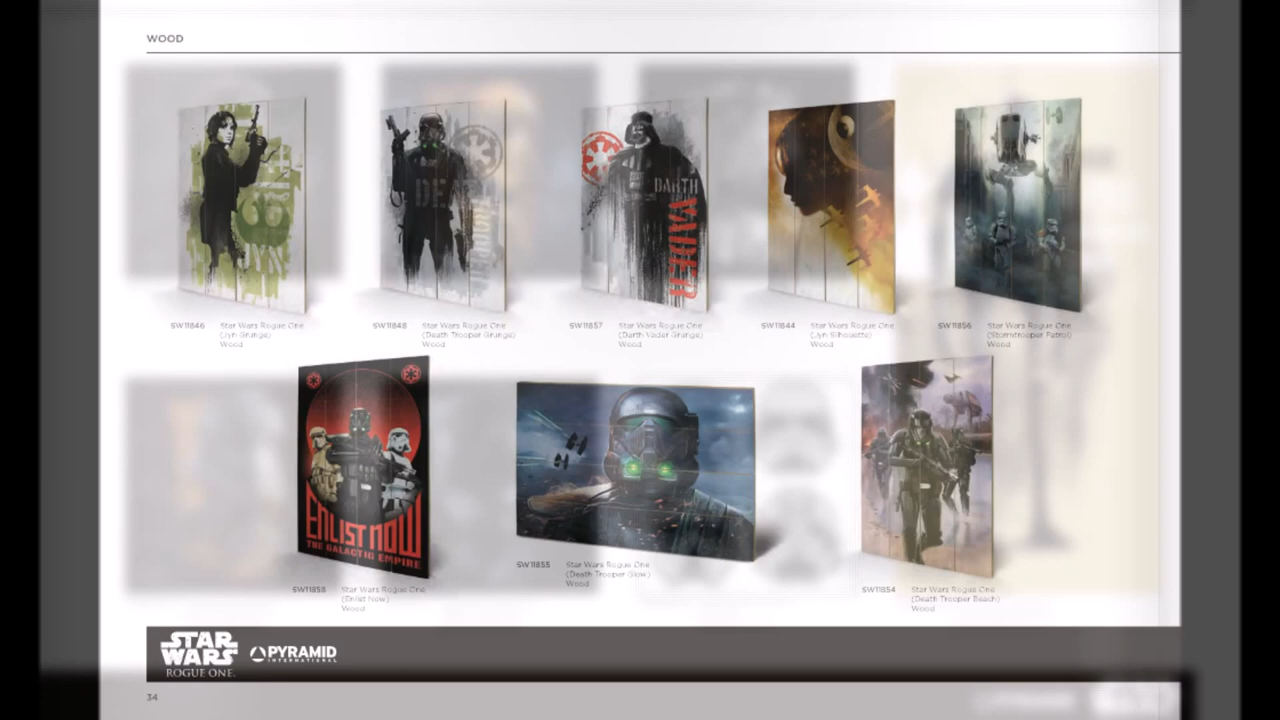 WOOD
DEATH
DARTH
VADER
SW11846 Star Wars Rogue One
(Jyn Grunge)
Wood
SW11848 Star Wars Rogue One
(Death Trooper Grunge)
Wood
SW11857 Star Wars Rogue One
(Darth Vader Grunge)
Wood
SW11844 Star Wars Rogue One
(Jyn Silhouette)
Wood
SW11856 Star Wars Rogue One
(Stormtrooper Patrol)
Wood
ENLIST NOW
THE GALACTIC EMPIRE
SW11858 Star Wars Rogue One
(Enlist Now)
Wood
SW11855 Star Wars Rogue One
(Death Trooper Glow)
Wood
SW11854 Star Wars Rogue One
(Death Trooper Beach)
Wood
STAR
WARS
ROGUE ONE.
PYRAMID
INTERNATIONAL
34